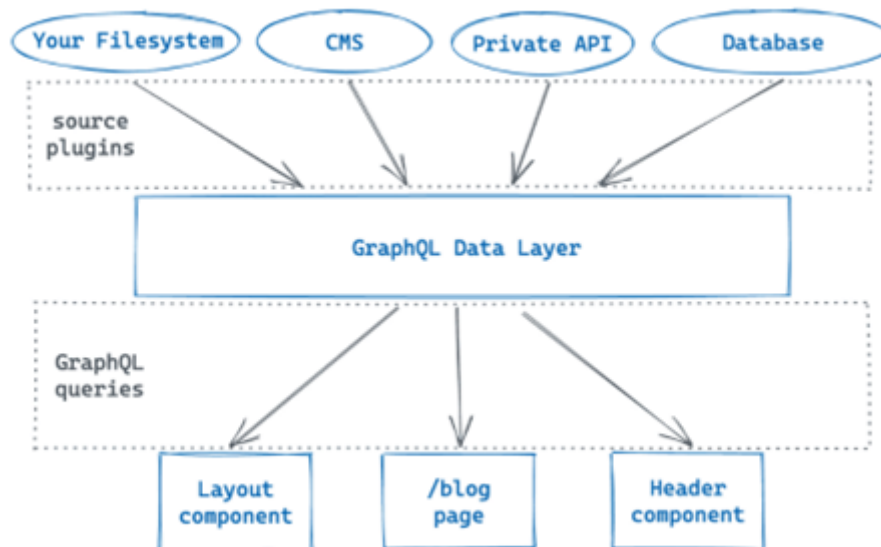 Your Filesystem
CMS
Private API
Database
source
plugins
GraphQL Data Layer
GraphQL
queries
Layout
component
/blog
page
Header
component